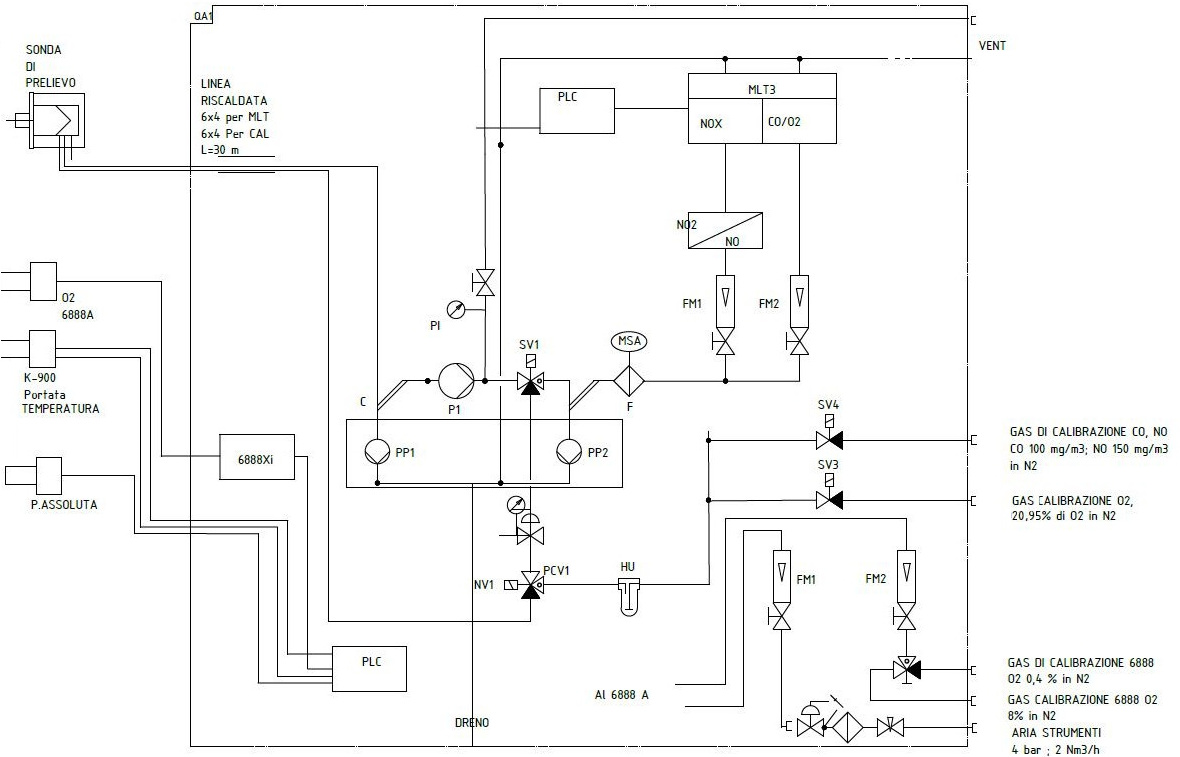 QA1
SONDA
DI
PRELIEVO
LINEA
RISCALDATA
6x4 per MLT
6x4 Per CAL
L=30 m
VENT
PLC
MLT3
NOX
CO/O2
NO2
NO
O2
6888A
K-900
Portata
TEMPERATURA
PI
FM1
FM2
SV1
MSA
C
P1
F
PP1
PP2
6888Xi
P.ASSOLUTA
SV4
GAS DI CALIBRAZIONE CO, NO
CO 100 mg/m3; NO 150 mg/m3
in N2
SV3
GAS CALIBRAZIONE O2,
20,95% di O2 in N2
NV1
PCV1
HU
FM1
FM2
PLC
Al 6888 A
DRENO
GAS DI CALIBRAZIONE 6888
O2 0,4 % in N2
GAS CALIBRAZIONE 6888 O2
8% in N2
ARIA STRUMENTI
4 bar ; 2 Nm3/h